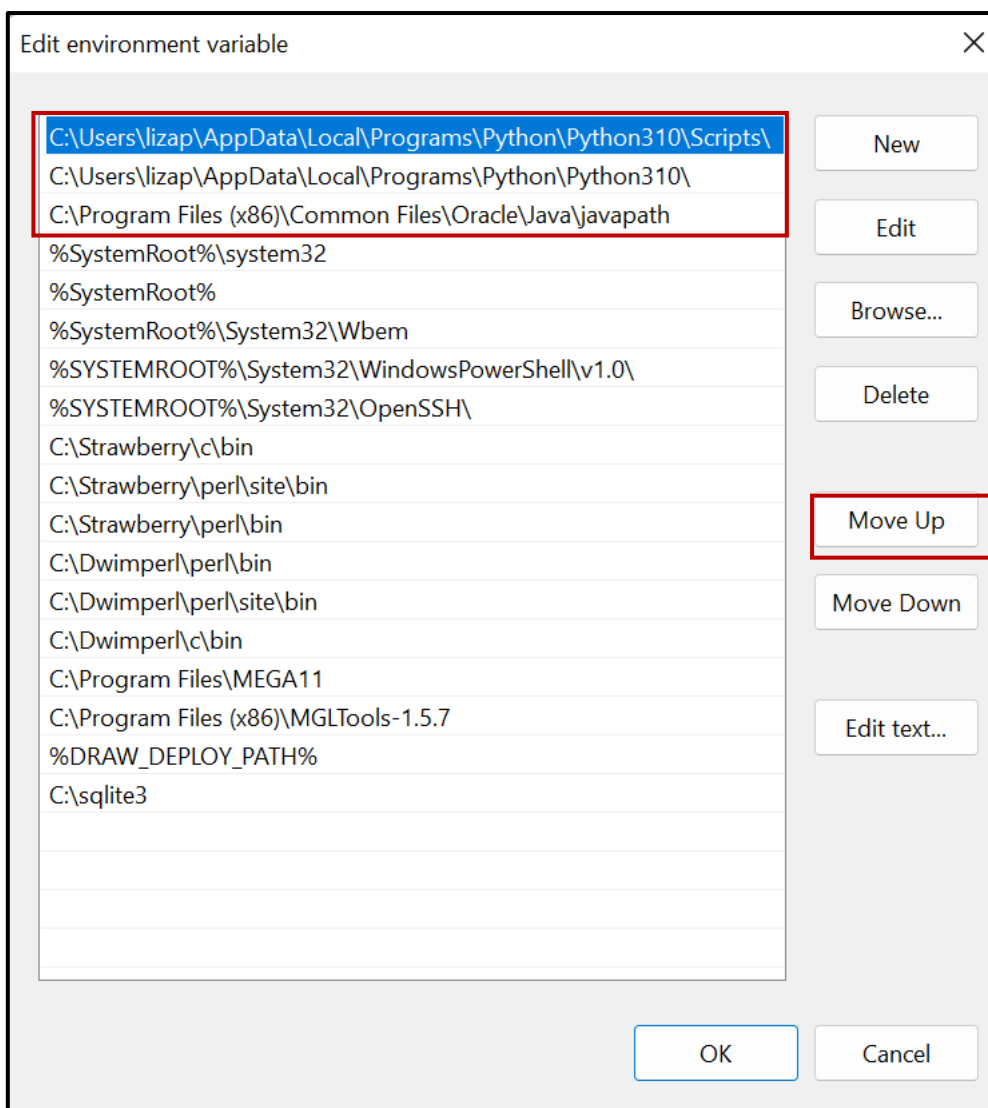 Edit environment variable
C:\Users\lizap\AppData\Local\Programs\Python\Python310\Scripts\
C:\Users\lizap\AppData\Local\Programs\Python\Python310\
C:\Program Files (x86)\Common Files\Oracle\Java\javapath
%SystemRoot%\system32
%SystemRoot%
%SystemRoot%\System32\Wbem
%SYSTEMROOT%\System32\WindowsPowerShell\v1.0\
%SYSTEMROOT%\System32\OpenSSH\
C:\Strawberry\c\bin
C:\Strawberry\perl\site\bin
C:\Strawberry\perl\bin
C:\Dwimperl\perl\bin
C:\Dwimperl\perl\site\bin
C:\Dwimperl\c\bin
C:\Program Files\MEGA11
C:\Program Files (x86)\MGLTools-1.5.7
%DRAW_DEPLOY_PATH%
C:\sqlite3
New
Edit
Browse...
Delete
Move Up
Move Down
Edit text...
OK
Cancel